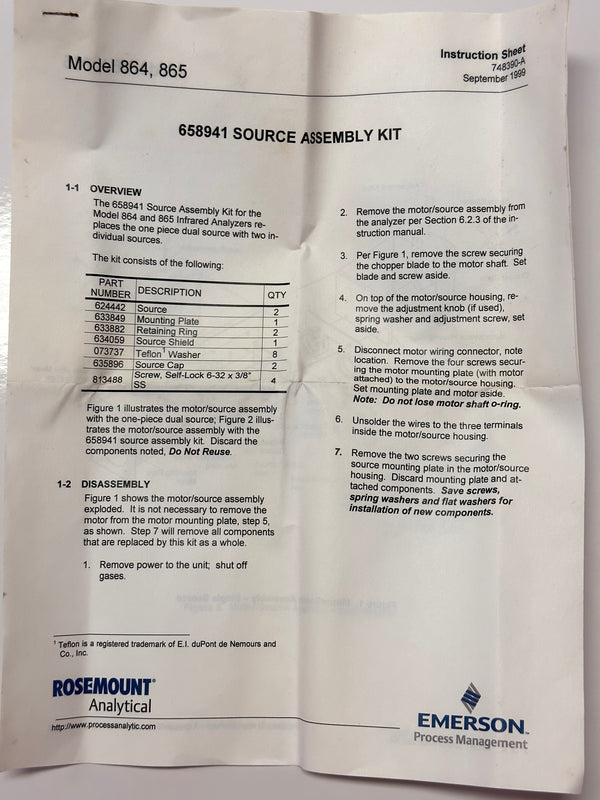 Model 864, 865
Instruction Sheet
748390-A
September 1999
658941 SOURCE ASSEMBLY KIT
1-1 OVERVIEW
The 658941 Source Assembly Kit for the
Model 864 and 865 Infrared Analyzers re-
places the one piece dual source with two in-
dividual sources.
The kit consists of the following:
PART NUMBER DESCRIPTION QTY
624442 Source 2
633849 Mounting Plate 1
633882 Retaining Ring 2
634059 Source Shield 1
073737 Teflon¹ Washer 8
635896 Source Cap 2
813488 Screw, Self-Lock 6-32 x 3/8" SS 4
Figure 1 illustrates the motor/source assembly
with the one-piece dual source; Figure 2 illus-
trates the motor/source assembly with the
658941 source assembly kit. Discard the
components noted, Do Not Reuse.
1-2 DISASSEMBLY
Figure 1 shows the motor/source assembly
exploded. It is not necessary to remove the
motor from the motor mounting plate, step 5,
as shown. Step 7 will remove all components
that are replaced by this kit as a whole.
1. Remove power to the unit; shut off
gases.
2. Remove the motor/source assembly from
the analyzer per Section 6.2.3 of the in-
struction manual.
3. Per Figure 1, remove the screw securing
the chopper blade to the motor shaft. Set
blade and screw aside.
4. On top of the motor/source housing, re-
move the adjustment knob (if used),
spring washer and adjustment screw, set
aside.
5. Disconnect motor wiring connector, note
location. Remove the four screws secur-
ing the motor mounting plate (with motor
attached) to the motor/source housing.
Set mounting plate and motor aside.
Note: Do not lose motor shaft o-ring.
6. Unsolder the wires to the three terminals
inside the motor/source housing.
7. Remove the two screws securing the
source mounting plate in the motor/source
housing. Discard mounting plate and at-
tached components. Save screws,
spring washers and flat washers for
installation of new components.
¹ Teflon is a registered trademark of E.I. duPont de Nemours and
Co., Inc.
ROSEMOUNT®
Analytical
http://www.processanalytic.com
EMERSON™
Process Management